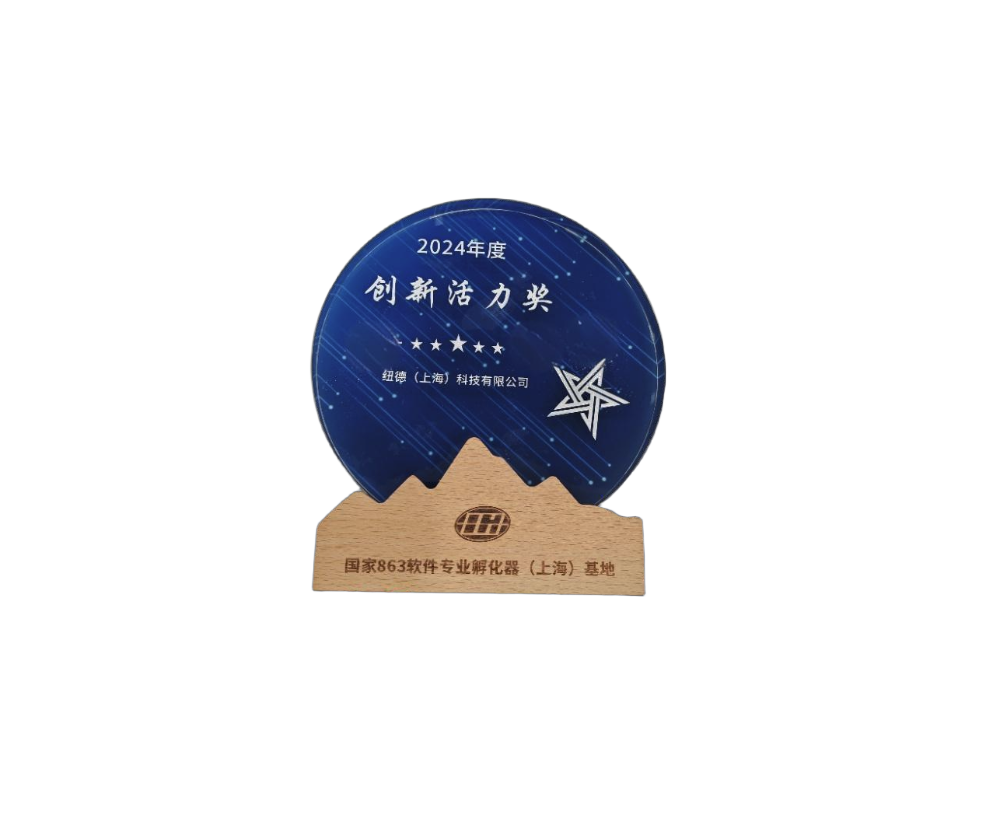 2024年度
创新活力奖
纽德（上海）科技有限公司
IH
国家863软件专业孵化器（上海）基地